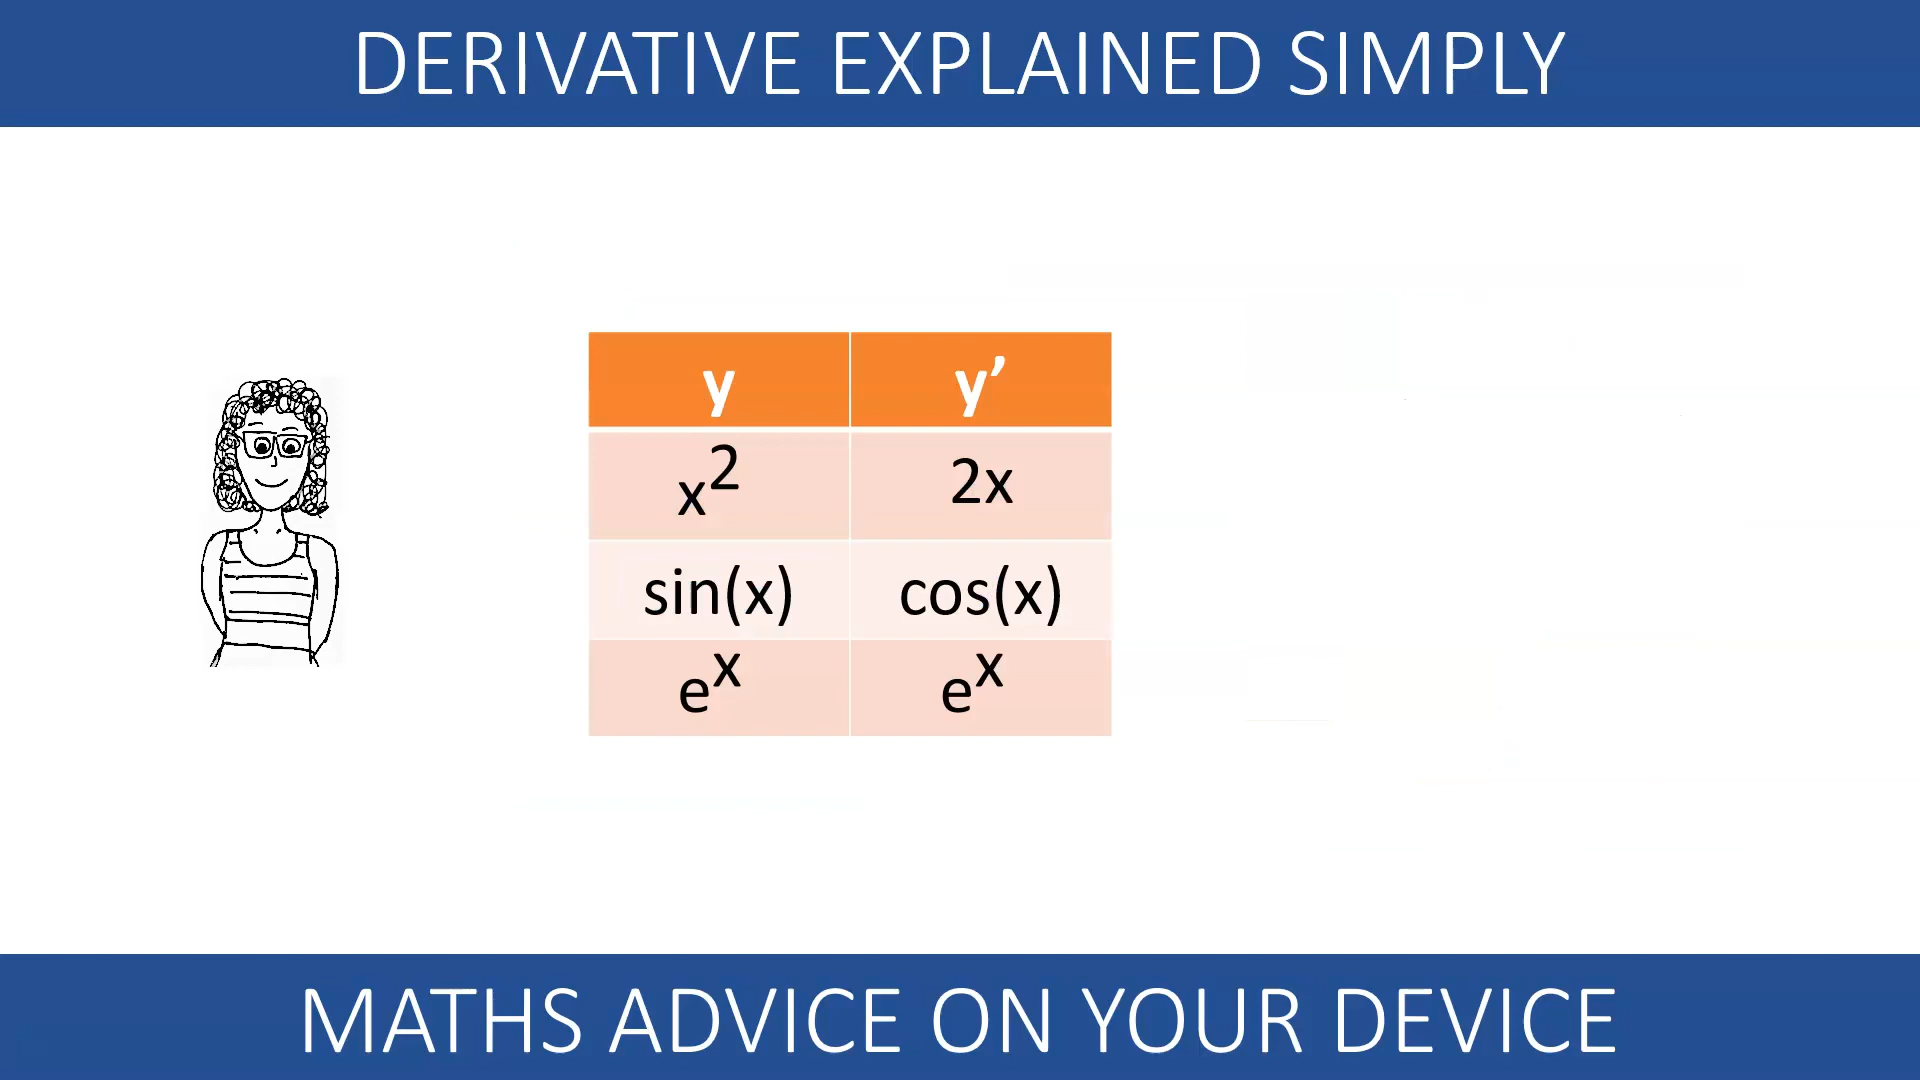 DERIVATIVE EXPLAINED SIMPLY
y y’
x² 2x
sin(x) cos(x)
eˣ eˣ
MATHS ADVICE ON YOUR DEVICE